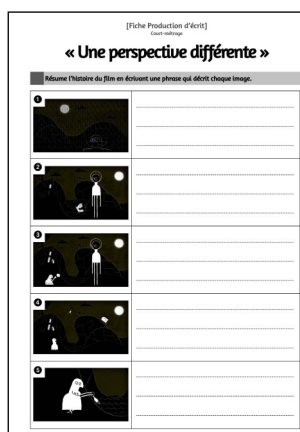 [Fiche Production d'écrit]
Court-métrage
« Une perspective différente »
Résume l'histoire du film en écrivant une phrase qui décrit chaque image.
1
2
3
4
5